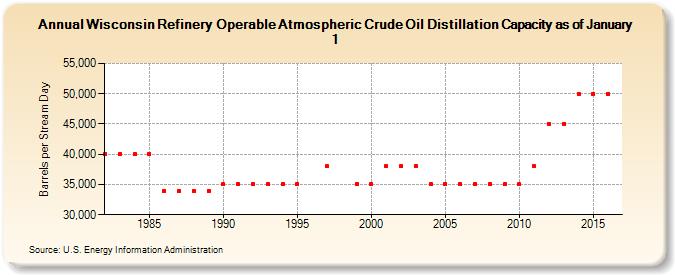 Annual Wisconsin Refinery Operable Atmospheric Crude Oil Distillation Capacity as of January
1
Barrels per Stream Day
55,000
50,000
45,000
40,000
35,000
30,000
1985 1990 1995 2000 2005 2010 2015
Source: U.S. Energy Information Administration